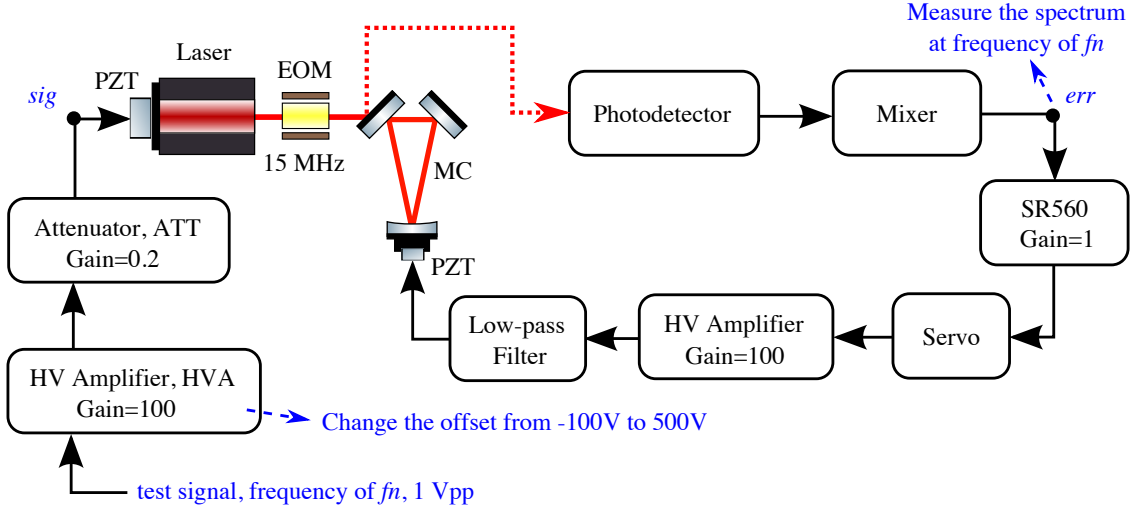 Measure the spectrum
at frequency of fn
Laser
PZT
EOM
sig
err
Photodetector
Mixer
15 MHz
MC
Attenuator, ATT
Gain=0.2
SR560
Gain=1
PZT
Low-pass
Filter
HV Amplifier
Gain=100
Servo
HV Amplifier, HVA
Gain=100
Change the offset from -100V to 500V
test signal, frequency of fn, 1 Vpp